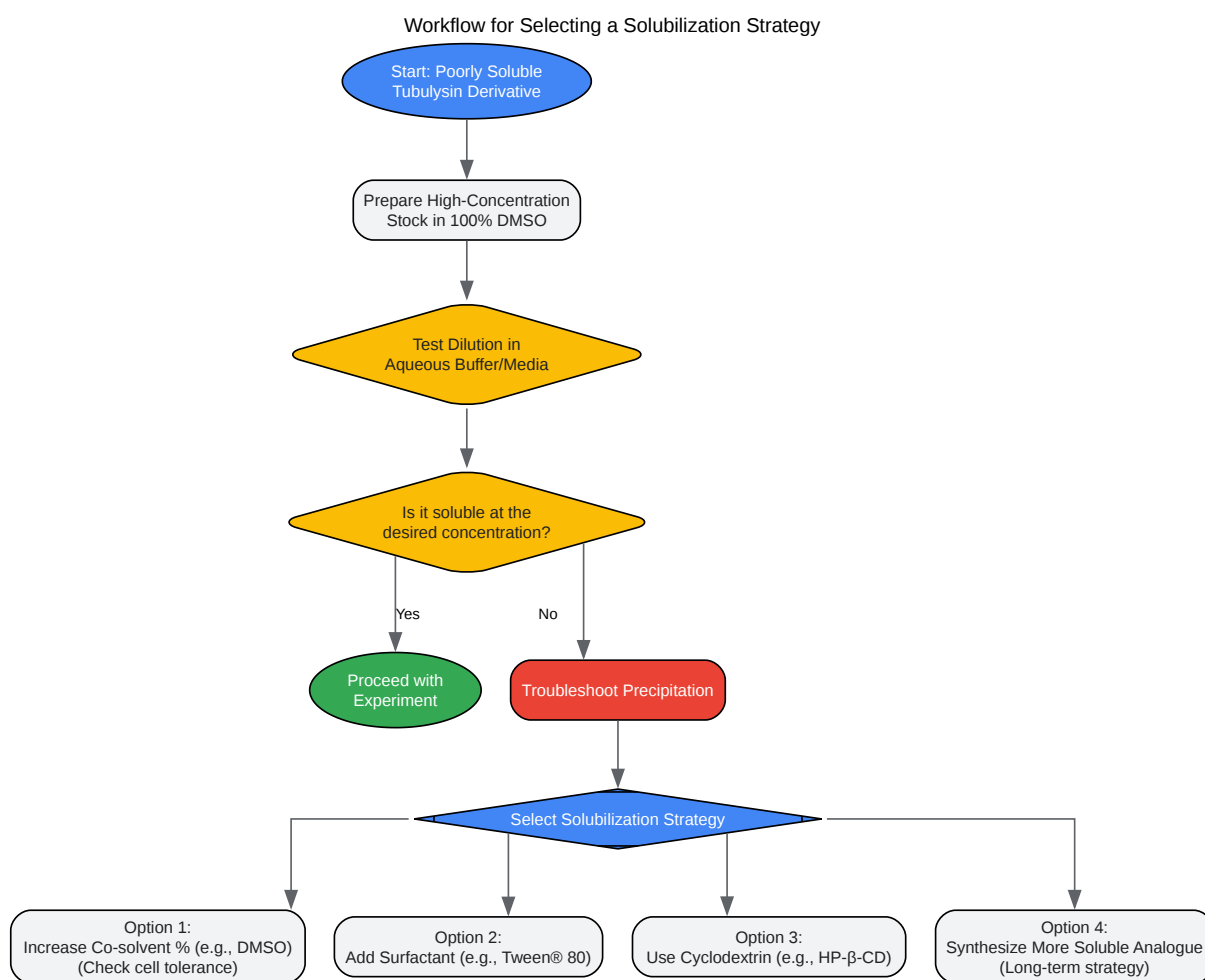 Workflow for Selecting a Solubilization Strategy
Start: Poorly Soluble
Tubulysin Derivative
Prepare High-Concentration
Stock in 100% DMSO
Test Dilution in
Aqueous Buffer/Media
Is it soluble at the
desired concentration?
Yes
No
Proceed with
Experiment
Troubleshoot Precipitation
Select Solubilization Strategy
Option 1:
Increase Co-solvent % (e.g., DMSO)
(Check cell tolerance)
Option 2:
Add Surfactant (e.g., Tween® 80)
Option 3:
Use Cyclodextrin (e.g., HP-β-CD)
Option 4:
Synthesize More Soluble Analogue
(Long-term strategy)